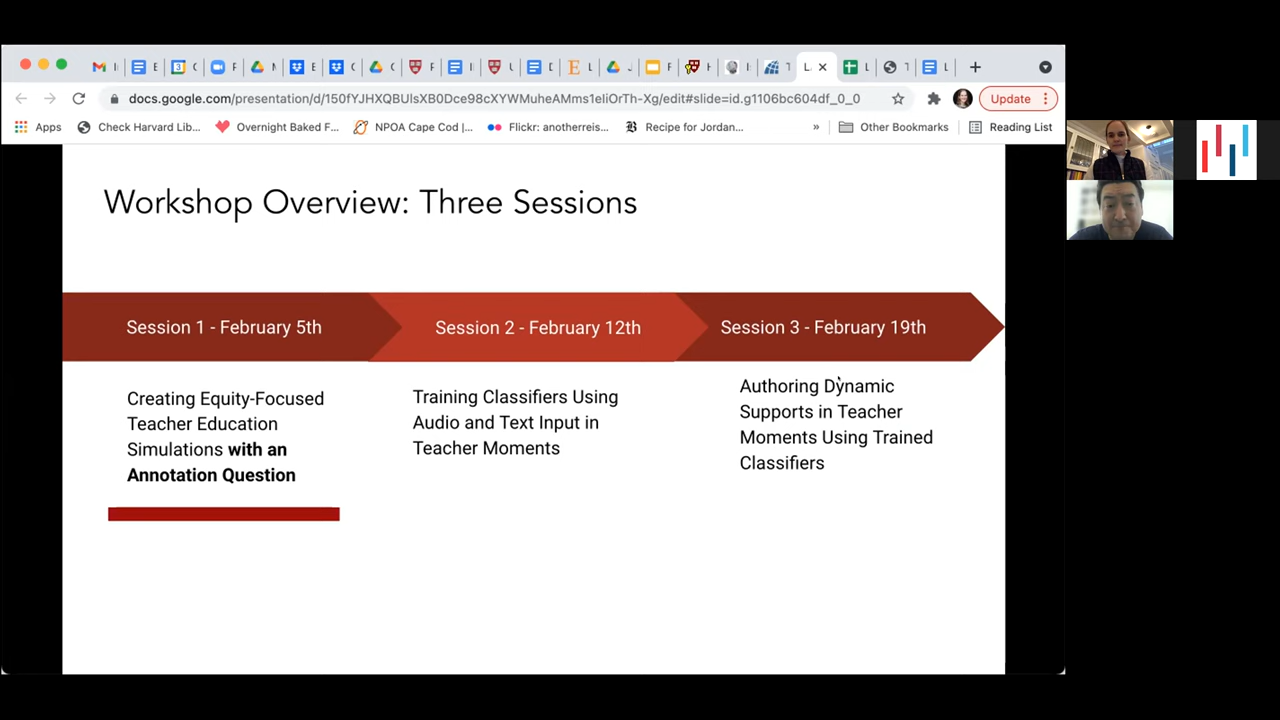 docs.google.com/presentation/d/150fYJHXQBUlsXB0Dce98cXYWMuheAMms1eIiOrTh-Xg/edit#slide=id.g1106bc604df_0_0
Update
Apps
Check Harvard Lib...
Overnight Baked F...
NPOA Cape Cod |...
Flickr: anotherreis...
Recipe for Jordan...
»
Other Bookmarks
Reading List
Workshop Overview: Three Sessions
Session 1 - February 5th
Session 2 - February 12th
Session 3 - February 19th
Creating Equity-Focused
Teacher Education
Simulations with an
Annotation Question
Training Classifiers Using
Audio and Text Input in
Teacher Moments
Authoring Dynamic
Supports in Teacher
Moments Using Trained
Classifiers